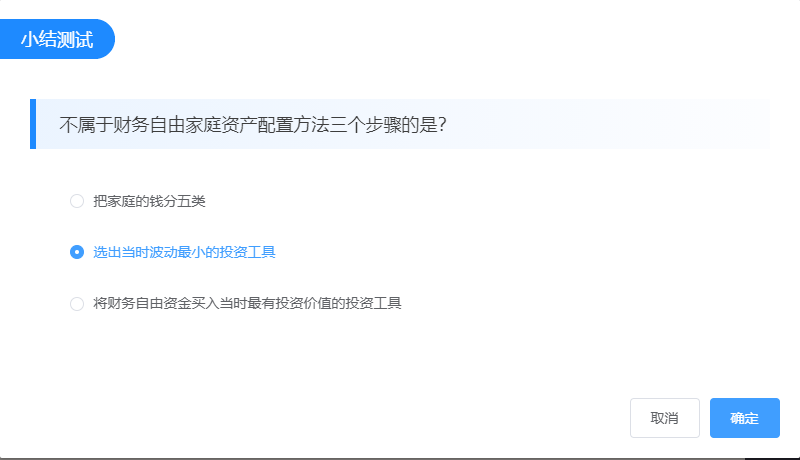 小结测试
不属于财务自由家庭资产配置方法三个步骤的是？
把家庭的钱分五类
选出当时波动最小的投资工具
将财务自由资金买入当时最有投资价值的投资工具
取消
确定